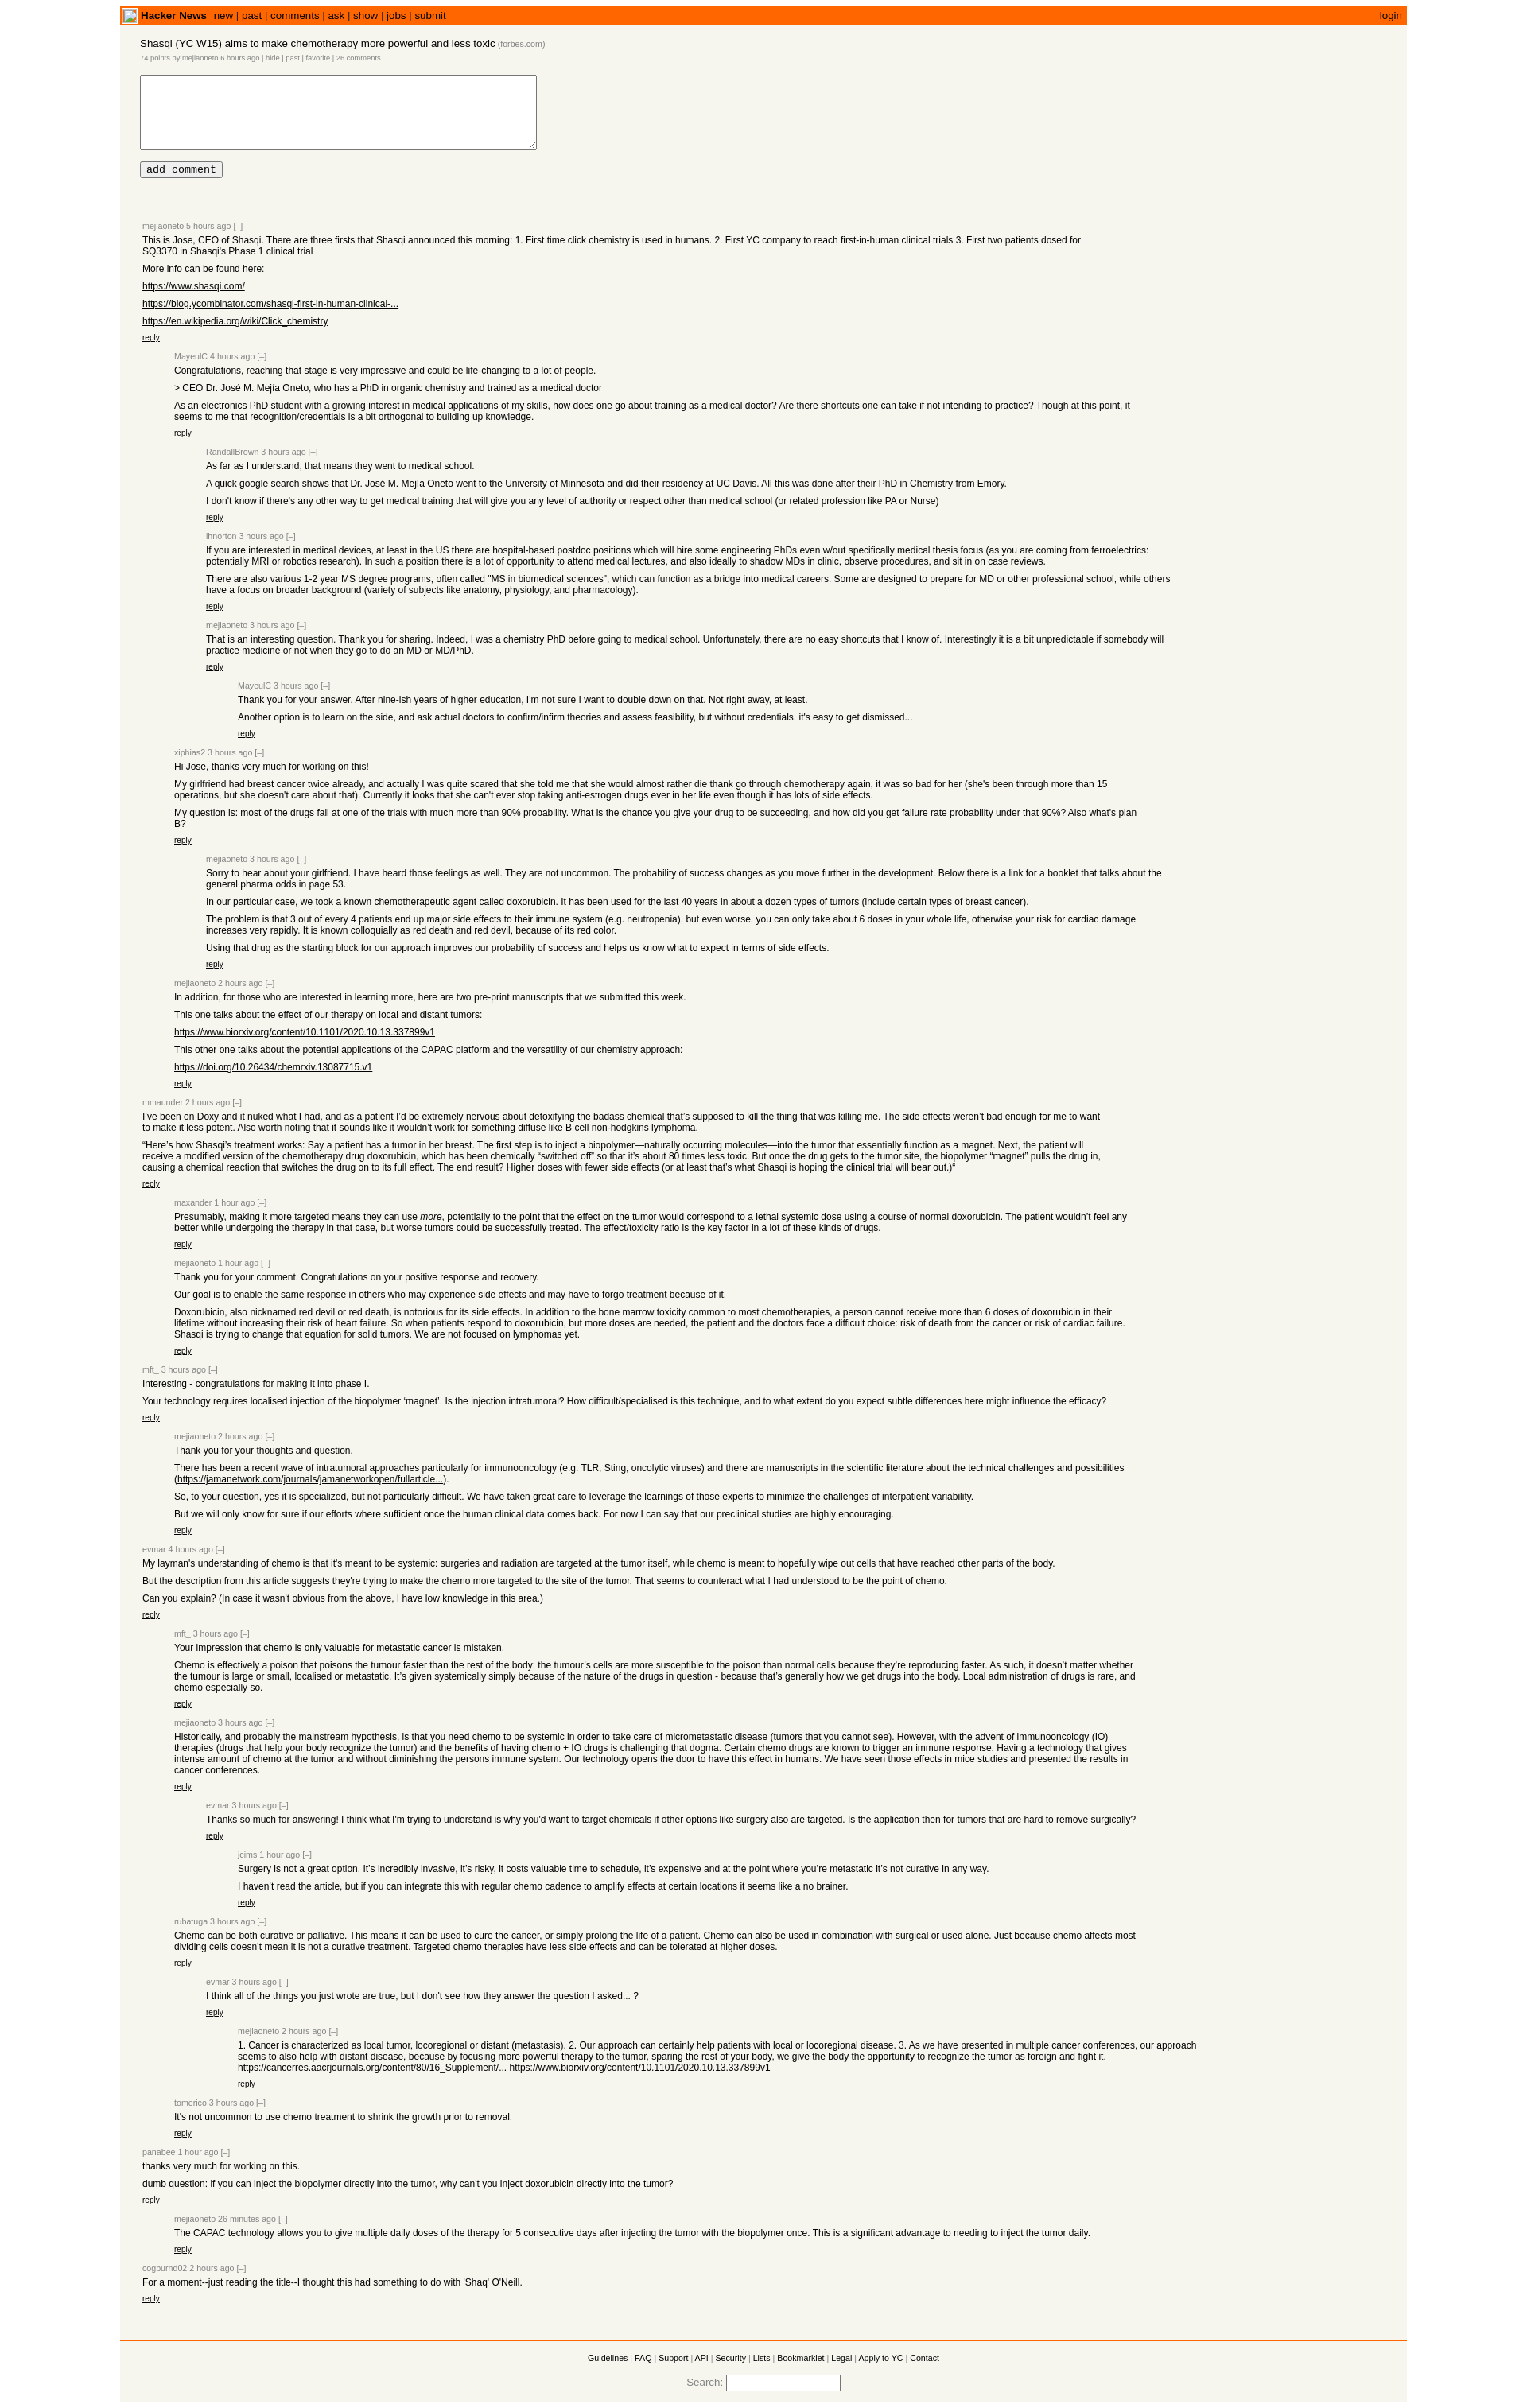 Hacker News new | past | comments | ask | show | jobs | submit login
Shasqi (YC W15) aims to make chemotherapy more powerful and less toxic (forbes.com)
74 points by mejiaoneto 6 hours ago | hide | past | favorite | 26 comments
add comment
mejiaoneto 5 hours ago [–]
This is Jose, CEO of Shasqi. There are three firsts that Shasqi announced this morning: 1. First time click chemistry is used in humans. 2. First YC company to reach first-in-human clinical trials 3. First two patients dosed for
SQ3370 in Shasqi's Phase 1 clinical trial
More info can be found here:
https://www.shasqi.com/
https://blog.ycombinator.com/shasqi-first-in-human-clinical-...
https://en.wikipedia.org/wiki/Click_chemistry
reply
MayeulC 4 hours ago [–]
Congratulations, reaching that stage is very impressive and could be life-changing to a lot of people.
> CEO Dr. José M. Mejía Oneto, who has a PhD in organic chemistry and trained as a medical doctor
As an electronics PhD student with a growing interest in medical applications of my skills, how does one go about training as a medical doctor? Are there shortcuts one can take if not intending to practice? Though at this point, it
seems to me that recognition/credentials is a bit orthogonal to building up knowledge.
reply
RandallBrown 3 hours ago [–]
As far as I understand, that means they went to medical school.
A quick google search shows that Dr. José M. Mejía Oneto went to the University of Minnesota and did their residency at UC Davis. All this was done after their PhD in Chemistry from Emory.
I don't know if there's any other way to get medical training that will give you any level of authority or respect other than medical school (or related profession like PA or Nurse)
reply
ihnorton 3 hours ago [–]
If you are interested in medical devices, at least in the US there are hospital-based postdoc positions which will hire some engineering PhDs even w/out specifically medical thesis focus (as you are coming from ferroelectrics:
potentially MRI or robotics research). In such a position there is a lot of opportunity to attend medical lectures, and also ideally to shadow MDs in clinic, observe procedures, and sit in on case reviews.
There are also various 1-2 year MS degree programs, often called "MS in biomedical sciences", which can function as a bridge into medical careers. Some are designed to prepare for MD or other professional school, while others
have a focus on broader background (variety of subjects like anatomy, physiology, and pharmacology).
reply
mejiaoneto 3 hours ago [–]
That is an interesting question. Thank you for sharing. Indeed, I was a chemistry PhD before going to medical school. Unfortunately, there are no easy shortcuts that I know of. Interestingly it is a bit unpredictable if somebody will
practice medicine or not when they go to do an MD or MD/PhD.
reply
MayeulC 3 hours ago [–]
Thank you for your answer. After nine-ish years of higher education, I'm not sure I want to double down on that. Not right away, at least.
Another option is to learn on the side, and ask actual doctors to confirm/infirm theories and assess feasibility, but without credentials, it's easy to get dismissed...
reply
xiphias2 3 hours ago [–]
Hi Jose, thanks very much for working on this!
My girlfriend had breast cancer twice already, and actually I was quite scared that she told me that she would almost rather die thank go through chemotherapy again, it was so bad for her (she's been through more than 15
operations, but she doesn't care about that). Currently it looks that she can't ever stop taking anti-estrogen drugs ever in her life even though it has lots of side effects.
My question is: most of the drugs fail at one of the trials with much more than 90% probability. What is the chance you give your drug to be succeeding, and how did you get failure rate probability under that 90%? Also what's plan
B?
reply
mejiaoneto 3 hours ago [–]
Sorry to hear about your girlfriend. I have heard those feelings as well. They are not uncommon. The probability of success changes as you move further in the development. Below there is a link for a booklet that talks about the
general pharma odds in page 53.
In our particular case, we took a known chemotherapeutic agent called doxorubicin. It has been used for the last 40 years in about a dozen types of tumors (include certain types of breast cancer).
The problem is that 3 out of every 4 patients end up major side effects to their immune system (e.g. neutropenia), but even worse, you can only take about 6 doses in your whole life, otherwise your risk for cardiac damage
increases very rapidly. It is known colloquially as red death and red devil, because of its red color.
Using that drug as the starting block for our approach improves our probability of success and helps us know what to expect in terms of side effects.
reply
mejiaoneto 2 hours ago [–]
In addition, for those who are interested in learning more, here are two pre-print manuscripts that we submitted this week.
This one talks about the effect of our therapy on local and distant tumors:
https://www.biorxiv.org/content/10.1101/2020.10.13.337899v1
This other one talks about the potential applications of the CAPAC platform and the versatility of our chemistry approach:
https://doi.org/10.26434/chemrxiv.13087715.v1
reply
mmaunder 2 hours ago [–]
I've been on Doxy and it nuked what I had, and as a patient I'd be extremely nervous about detoxifying the badass chemical that's supposed to kill the thing that was killing me. The side effects weren't bad enough for me to want
to make it less potent. Also worth noting that it sounds like it wouldn't work for something diffuse like B cell non-hodgkins lymphoma.
“Here's how Shasqi's treatment works: Say a patient has a tumor in her breast. The first step is to inject a biopolymer—naturally occurring molecules—into the tumor that essentially function as a magnet. Next, the patient will
receive a modified version of the chemotherapy drug doxorubicin, which has been chemically “switched off” so that it's about 80 times less toxic. But once the drug gets to the tumor site, the biopolymer “magnet” pulls the drug in,
causing a chemical reaction that switches the drug on to its full effect. The end result? Higher doses with fewer side effects (or at least that's what Shasqi is hoping the clinical trial will bear out.)“
reply
maxander 1 hour ago [–]
Presumably, making it more targeted means they can use more, potentially to the point that the effect on the tumor would correspond to a lethal systemic dose using a course of normal doxorubicin. The patient wouldn't feel any
better while undergoing the therapy in that case, but worse tumors could be successfully treated. The effect/toxicity ratio is the key factor in a lot of these kinds of drugs.
reply
mejiaoneto 1 hour ago [–]
Thank you for your comment. Congratulations on your positive response and recovery.
Our goal is to enable the same response in others who may experience side effects and may have to forgo treatment because of it.
Doxorubicin, also nicknamed red devil or red death, is notorious for its side effects. In addition to the bone marrow toxicity common to most chemotherapies, a person cannot receive more than 6 doses of doxorubicin in their
lifetime without increasing their risk of heart failure. So when patients respond to doxorubicin, but more doses are needed, the patient and the doctors face a difficult choice: risk of death from the cancer or risk of cardiac failure.
Shasqi is trying to change that equation for solid tumors. We are not focused on lymphomas yet.
reply
mft_ 3 hours ago [–]
Interesting - congratulations for making it into phase I.
Your technology requires localised injection of the biopolymer ‘magnet’. Is the injection intratumoral? How difficult/specialised is this technique, and to what extent do you expect subtle differences here might influence the efficacy?
reply
mejiaoneto 2 hours ago [–]
Thank you for your thoughts and question.
There has been a recent wave of intratumoral approaches particularly for immunooncology (e.g. TLR, Sting, oncolytic viruses) and there are manuscripts in the scientific literature about the technical challenges and possibilities
(https://jamanetwork.com/journals/jamanetworkopen/fullarticle...).
So, to your question, yes it is specialized, but not particularly difficult. We have taken great care to leverage the learnings of those experts to minimize the challenges of interpatient variability.
But we will only know for sure if our efforts where sufficient once the human clinical data comes back. For now I can say that our preclinical studies are highly encouraging.
reply
evmar 4 hours ago [–]
My layman's understanding of chemo is that it's meant to be systemic: surgeries and radiation are targeted at the tumor itself, while chemo is meant to hopefully wipe out cells that have reached other parts of the body.
But the description from this article suggests they're trying to make the chemo more targeted to the site of the tumor. That seems to counteract what I had understood to be the point of chemo.
Can you explain? (In case it wasn't obvious from the above, I have low knowledge in this area.)
reply
mft_ 3 hours ago [–]
Your impression that chemo is only valuable for metastatic cancer is mistaken.
Chemo is effectively a poison that poisons the tumour faster than the rest of the body; the tumour's cells are more susceptible to the poison than normal cells because they're reproducing faster. As such, it doesn't matter whether
the tumour is large or small, localised or metastatic. It's given systemically simply because of the nature of the drugs in question - because that's generally how we get drugs into the body. Local administration of drugs is rare, and
chemo especially so.
reply
mejiaoneto 3 hours ago [–]
Historically, and probably the mainstream hypothesis, is that you need chemo to be systemic in order to take care of micrometastatic disease (tumors that you cannot see). However, with the advent of immunooncology (IO)
therapies (drugs that help your body recognize the tumor) and the benefits of having chemo + IO drugs is challenging that dogma. Certain chemo drugs are known to trigger an immune response. Having a technology that gives
intense amount of chemo at the tumor and without diminishing the persons immune system. Our technology opens the door to have this effect in humans. We have seen those effects in mice studies and presented the results in
cancer conferences.
reply
evmar 3 hours ago [–]
Thanks so much for answering! I think what I'm trying to understand is why you'd want to target chemicals if other options like surgery also are targeted. Is the application then for tumors that are hard to remove surgically?
reply
jcims 1 hour ago [–]
Surgery is not a great option. It's incredibly invasive, it's risky, it costs valuable time to schedule, it's expensive and at the point where you're metastatic it's not curative in any way.
I haven't read the article, but if you can integrate this with regular chemo cadence to amplify effects at certain locations it seems like a no brainer.
reply
rubatuga 3 hours ago [–]
Chemo can be both curative or palliative. This means it can be used to cure the cancer, or simply prolong the life of a patient. Chemo can also be used in combination with surgical or used alone. Just because chemo affects most
dividing cells doesn't mean it is not a curative treatment. Targeted chemo therapies have less side effects and can be tolerated at higher doses.
reply
evmar 3 hours ago [–]
I think all of the things you just wrote are true, but I don't see how they answer the question I asked... ?
reply
mejiaoneto 2 hours ago [–]
1. Cancer is characterized as local tumor, locoregional or distant (metastasis). 2. Our approach can certainly help patients with local or locoregional disease. 3. As we have presented in multiple cancer conferences, our approach
seems to also help with distant disease, because by focusing more powerful therapy to the tumor, sparing the rest of your body, we give the body the opportunity to recognize the tumor as foreign and fight it.
https://cancerres.aacrjournals.org/content/80/16_Supplement/... https://www.biorxiv.org/content/10.1101/2020.10.13.337899v1
reply
tomerico 3 hours ago [–]
It's not uncommon to use chemo treatment to shrink the growth prior to removal.
reply
panabee 1 hour ago [–]
thanks very much for working on this.
dumb question: if you can inject the biopolymer directly into the tumor, why can't you inject doxorubicin directly into the tumor?
reply
mejiaoneto 26 minutes ago [–]
The CAPAC technology allows you to give multiple daily doses of the therapy for 5 consecutive days after injecting the tumor with the biopolymer once. This is a significant advantage to needing to inject the tumor daily.
reply
cogburnd02 2 hours ago [–]
For a moment--just reading the title--I thought this had something to do with 'Shaq' O'Neill.
reply
Guidelines | FAQ | Support | API | Security | Lists | Bookmarklet | Legal | Apply to YC | Contact
Search: